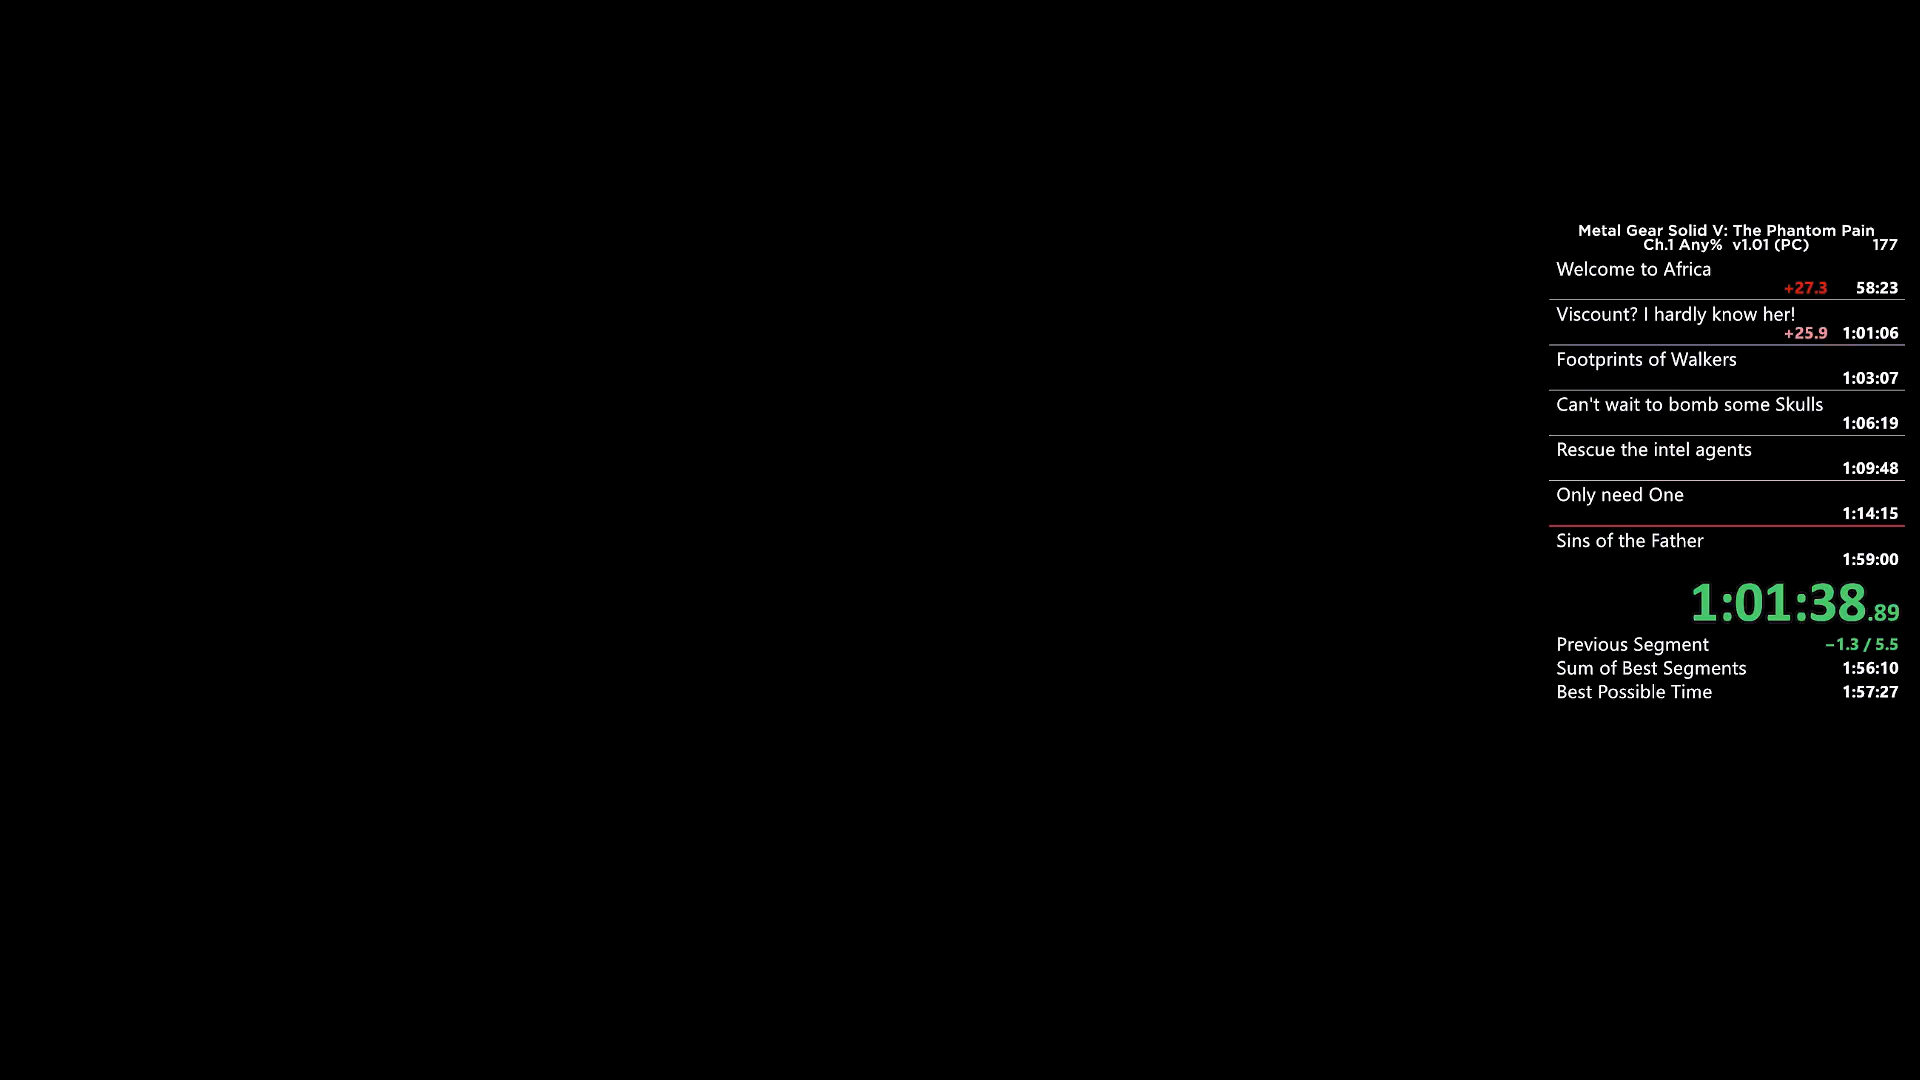 Metal Gear Solid V: The Phantom Pain
Ch.1 Any% v1.01 (PC) 177
Welcome to Africa
+27.3 58:23
Viscount? I hardly know her!
+25.9 1:01:06
Footprints of Walkers
1:03:07
Can't wait to bomb some Skulls
1:06:19
Rescue the intel agents
1:09:48
Only need One
1:14:15
Sins of the Father
1:59:00
1:01:38.89
Previous Segment −1.3 / 5.5
Sum of Best Segments 1:56:10
Best Possible Time 1:57:27